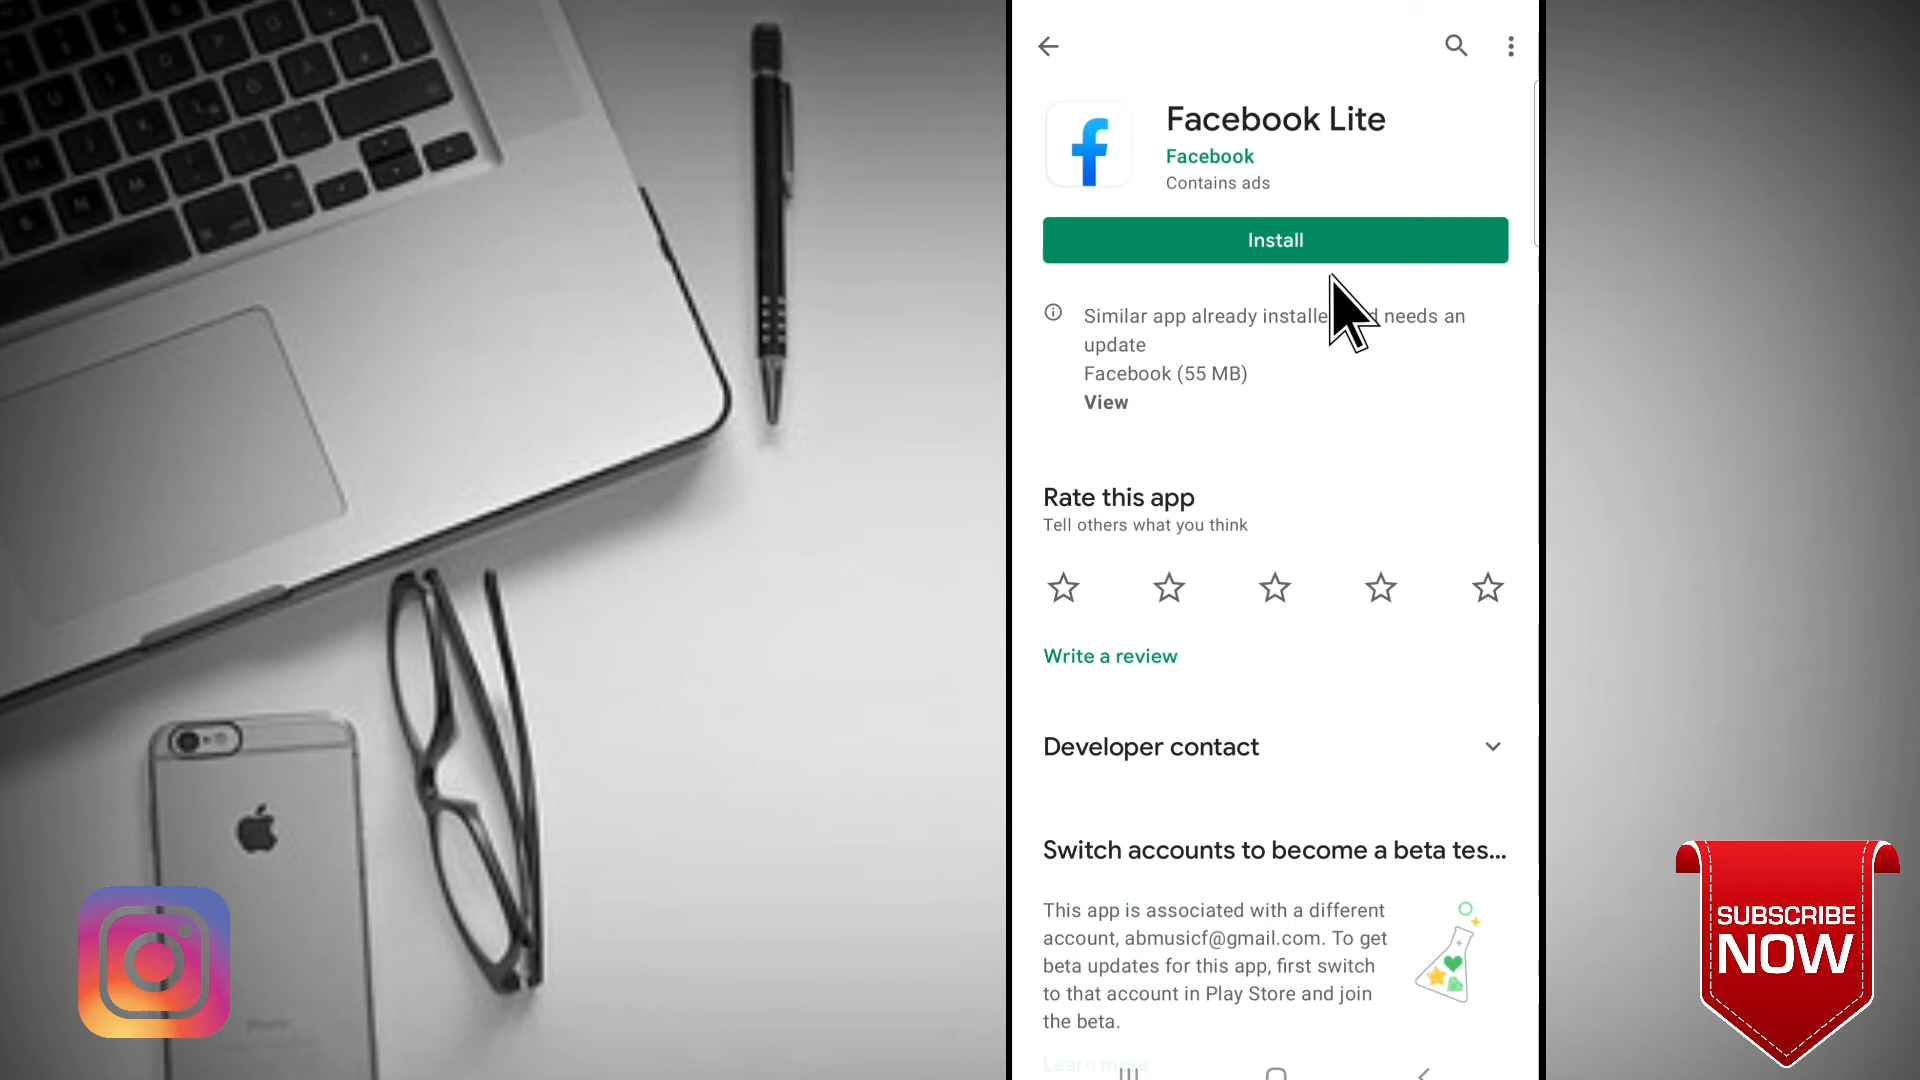 Facebook Lite
Facebook
Contains ads
Install
Similar app already installe needs an
update
Facebook (55 MB)
View
Rate this app
Tell others what you think
Write a review
Developer contact
Switch accounts to become a beta tes...
This app is associated with a different
account, abmusicf@gmail.com. To get
beta updates for this app, first switch
to that account in Play Store and join
the beta.
Learn more
SUBSCRIBE
NOW